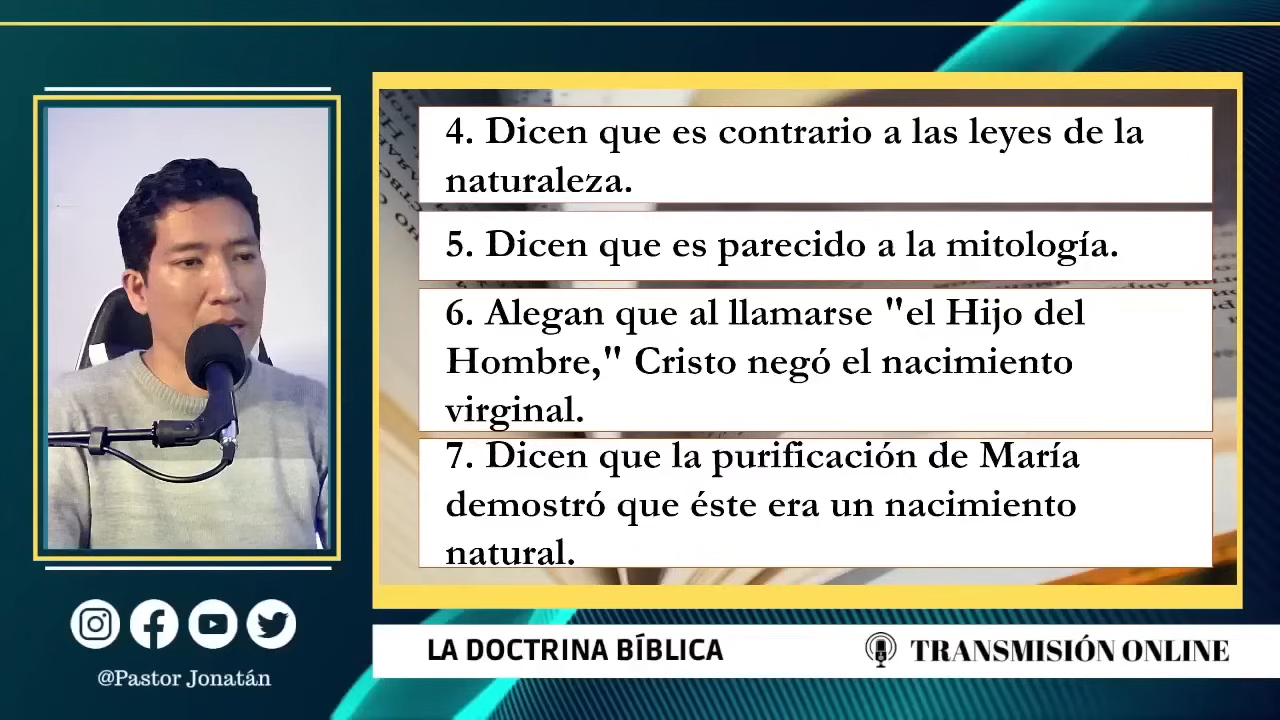 4. Dicen que es contrario a las leyes de la
naturaleza.
5. Dicen que es parecido a la mitología.
6. Alegan que al llamarse "el Hijo del
Hombre," Cristo negó el nacimiento
virginal.
7. Dicen que la purificación de María
demostró que éste era un nacimiento
natural.
@Pastor Jonatán
LA DOCTRINA BÍBLICA
TRANSMISIÓN ONLINE